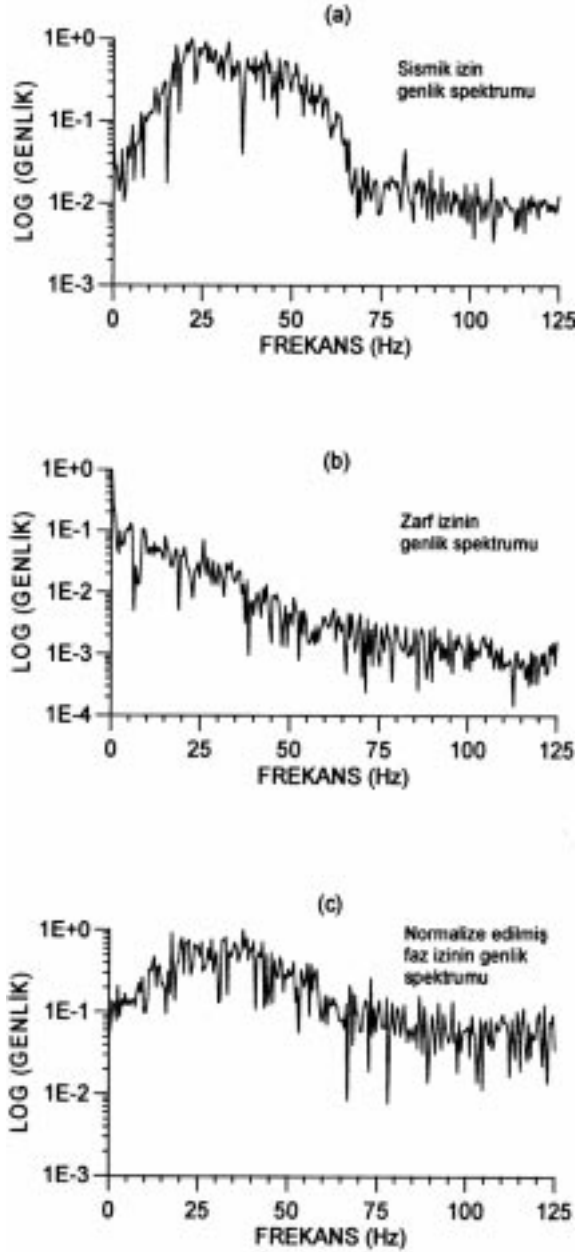 (a)
1E+0
1E-1
1E-2
1E-3
LOG (GENLİK)
Sismik izin
genlik spektrumu
0 25 50 75 100 125
FREKANS (Hz)
(b)
1E+0
1E-1
1E-2
1E-3
1E-4
LOG (GENLİK)
Zarf izinin
genlik spektrumu
0 25 50 75 100 125
FREKANS (Hz)
(c)
1E+0
1E-1
1E-2
1E-3
LOG (GENLİK)
Normalize edilmiş
faz izinin genlik
spektrumu
0 25 50 75 100 125
FREKANS (Hz)